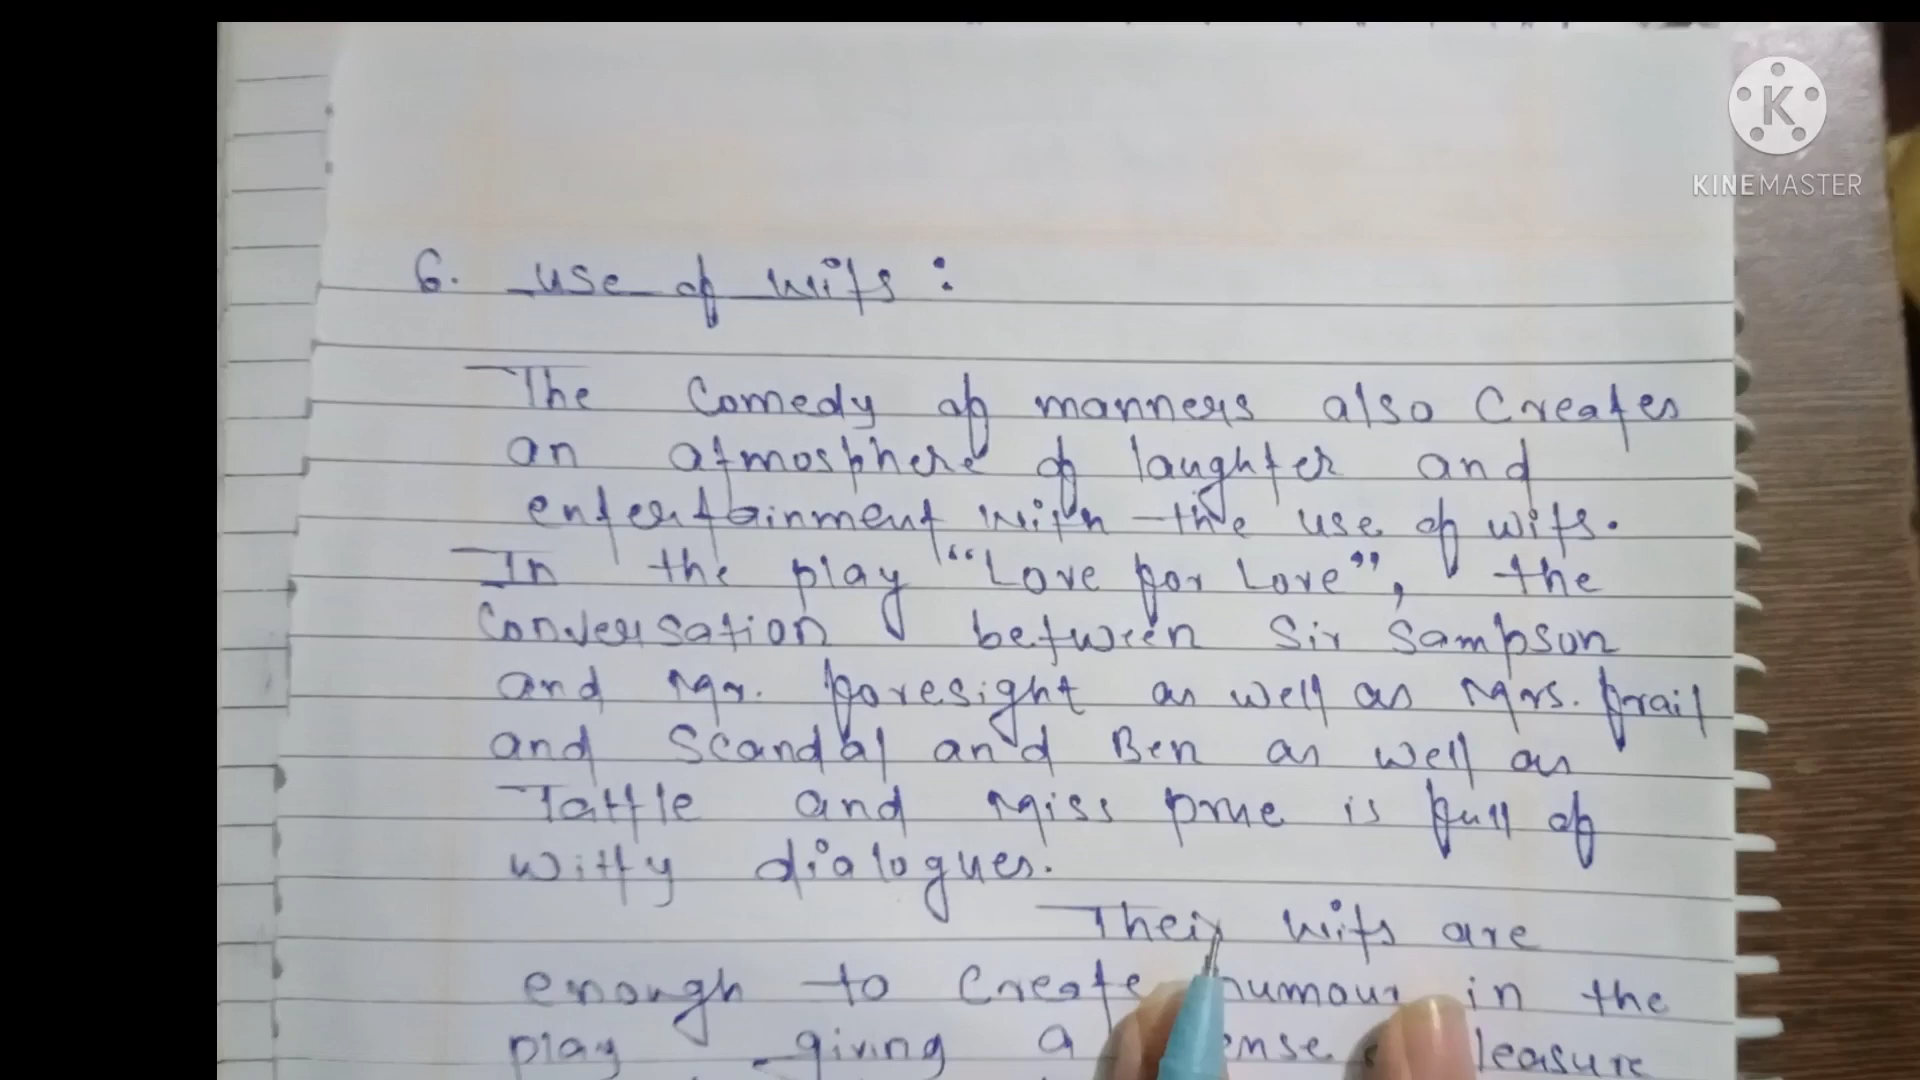 KINEMASTER
6. Use of wits :
The Comedy of manners also Creates
an atmosphere of laughter and
entertainment with the use of wits.
In the play "Love for Love", the
Conversation between Sir Sampson
and Mr. foresight as well as Mrs. frail
and Scandal and Ben as well as
Tattle and Miss prue is full of
witty dialogues.
Their wits are
enough to Create humour in the
play giving a